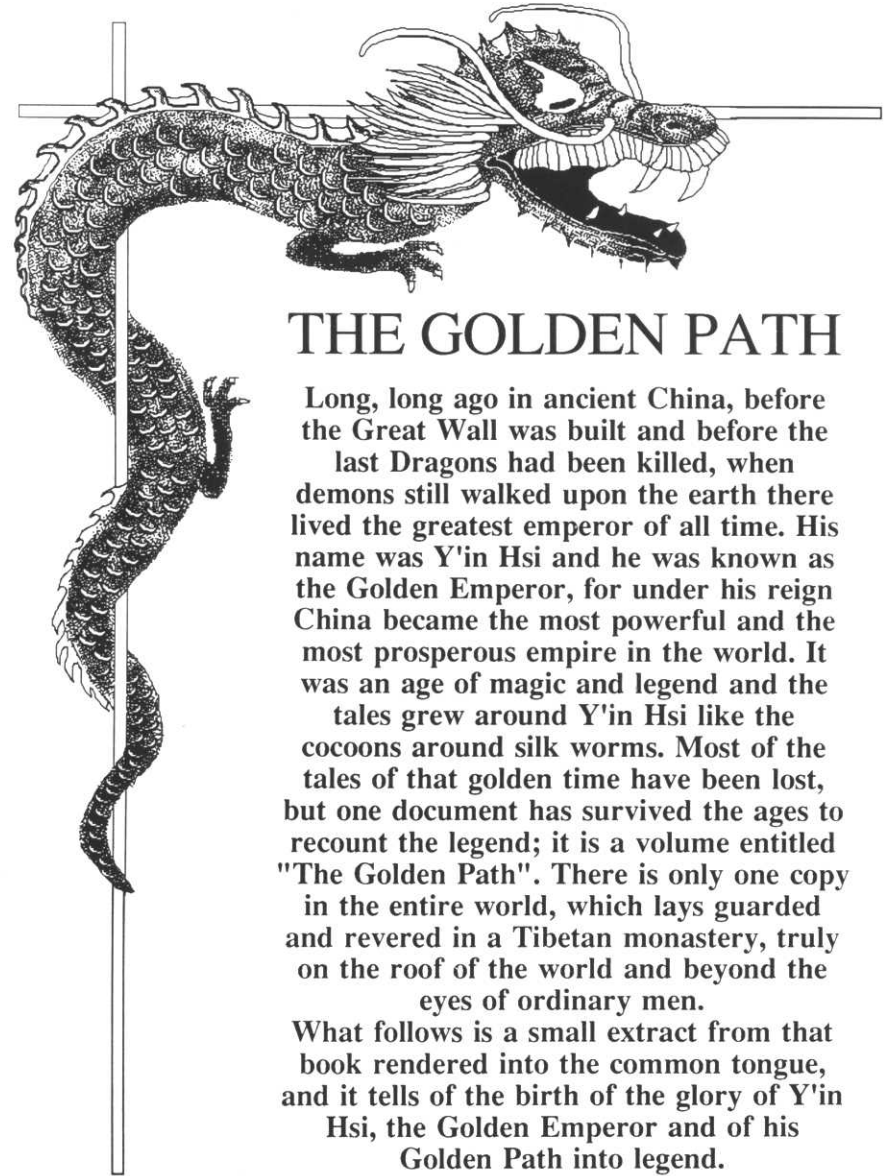 THE GOLDEN PATH
Long, long ago in ancient China, before
the Great Wall was built and before the
last Dragons had been killed, when
demons still walked upon the earth there
lived the greatest emperor of all time. His
name was Y'in Hsi and he was known as
the Golden Emperor, for under his reign
China became the most powerful and the
most prosperous empire in the world. It
was an age of magic and legend and the
tales grew around Y'in Hsi like the
cocoons around silk worms. Most of the
tales of that golden time have been lost,
but one document has survived the ages to
recount the legend; it is a volume entitled
"The Golden Path". There is only one copy
in the entire world, which lays guarded
and revered in a Tibetan monastery, truly
on the roof of the world and beyond the
eyes of ordinary men.
What follows is a small extract from that
book rendered into the common tongue,
and it tells of the birth of the glory of Y'in
Hsi, the Golden Emperor and of his
Golden Path into legend.